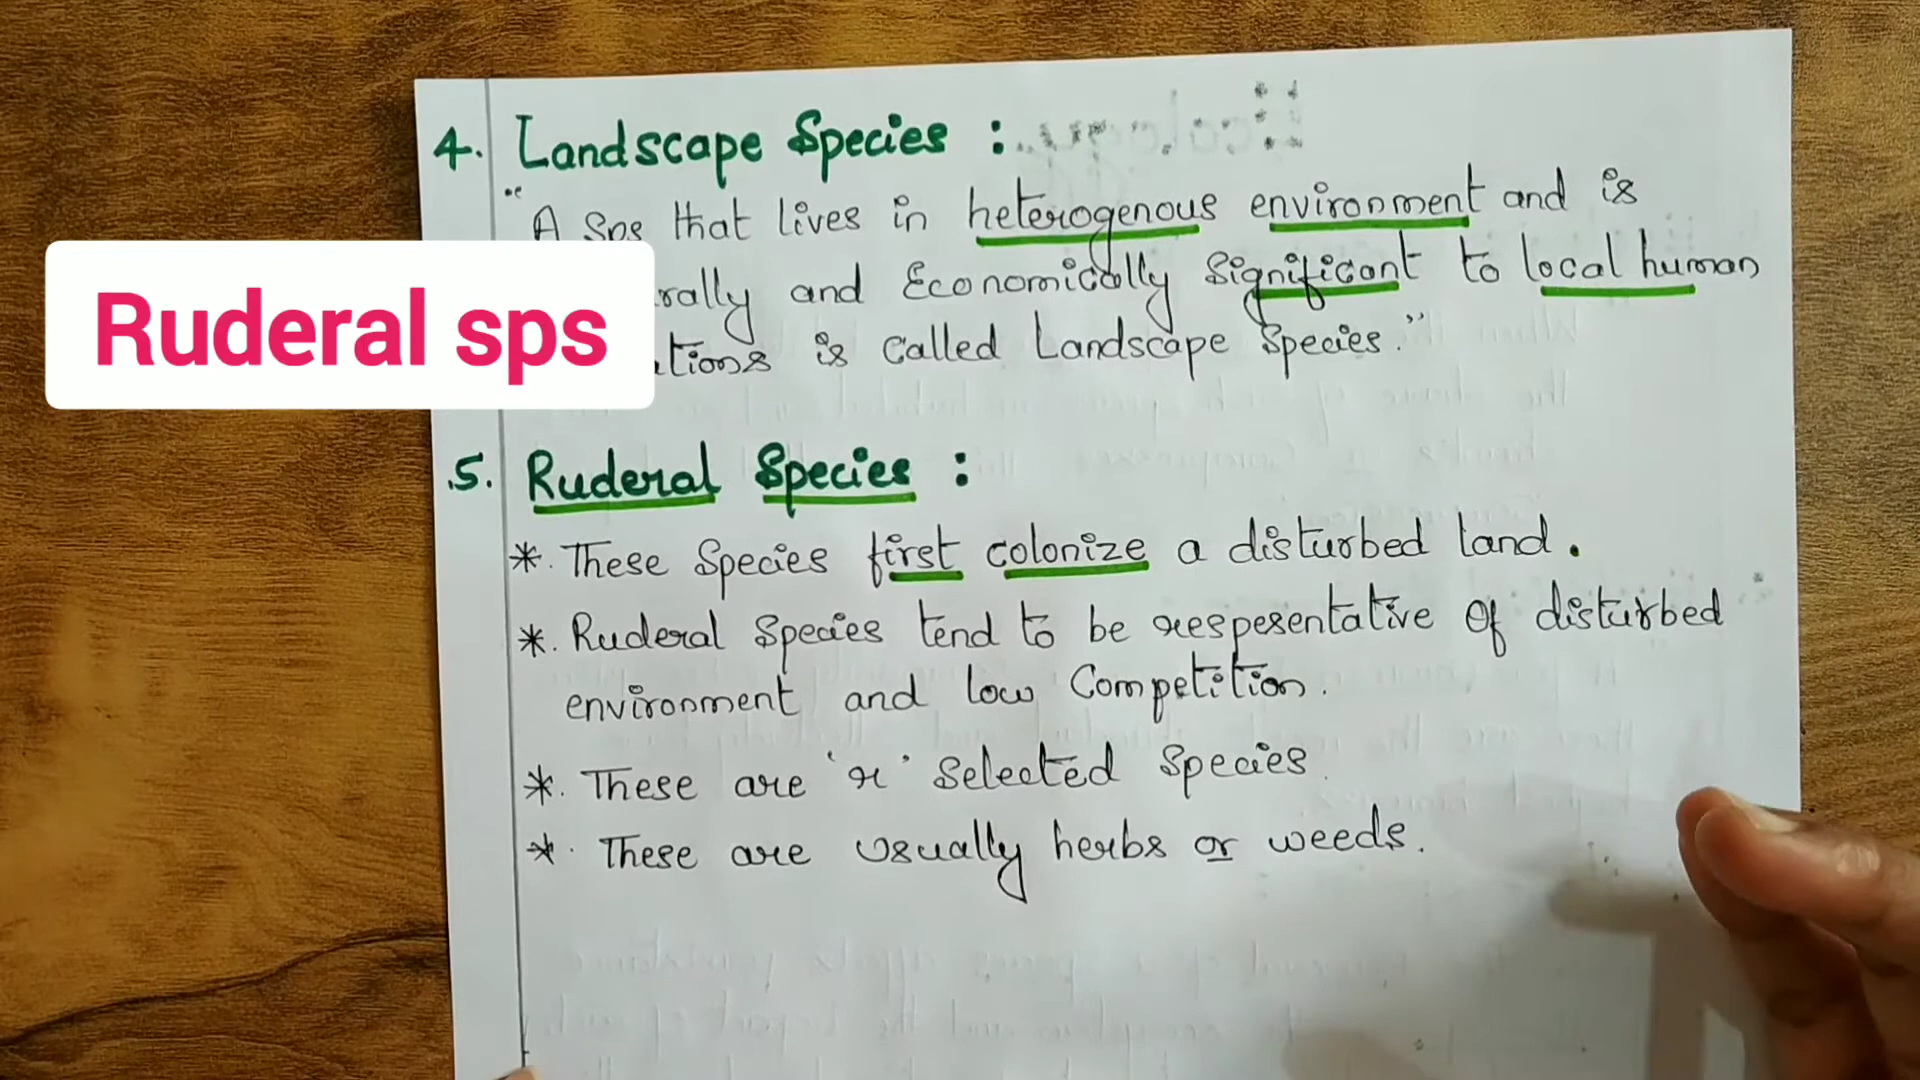 4. Landscape Species :
"A sps that lives in heterogenous environment and is
rally and Economically Significant to local human
Ruderal sps
ations is called Landscape Species."
5. Ruderal Species :
*. These Species first colonize a disturbed land.
*. Ruderal Species tend to be respesentative of disturbed
environment and low Competition.
*. These are 'r' Selected Species.
*. These are usually herbs or weeds.